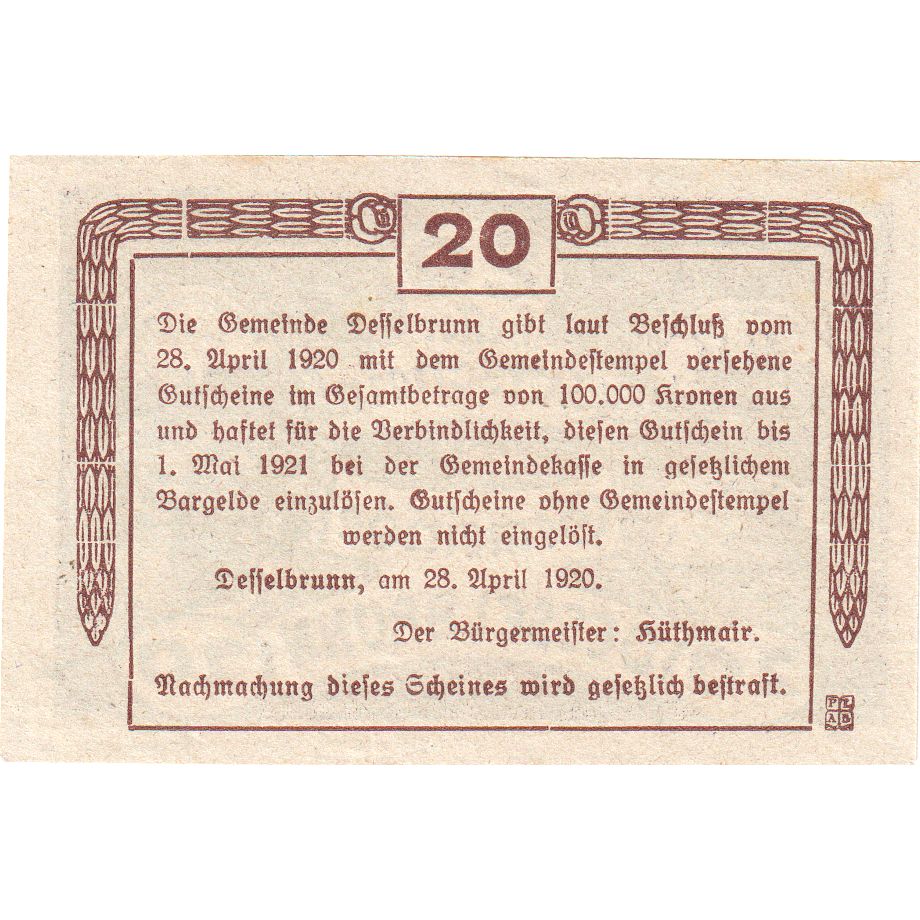 20
Die Gemeinde Desselbrunn gibt laut Beschluß vom
28. April 1920 mit dem Gemeindestempel versehene
Gutscheine im Gesamtbetrage von 100.000 Kronen aus
und haftet für die Verbindlichkeit, diesen Gutschein bis
1. Mai 1921 bei der Gemeindekasse in gesetzlichem
Bargelde einzulösen. Gutscheine ohne Gemeindestempel
werden nicht eingelöst.
Desselbrunn, am 28. April 1920.
Der Bürgermeister: Hüthmair.
Nachmachung dieses Scheines wird gesetzlich bestraft.
PL
AB